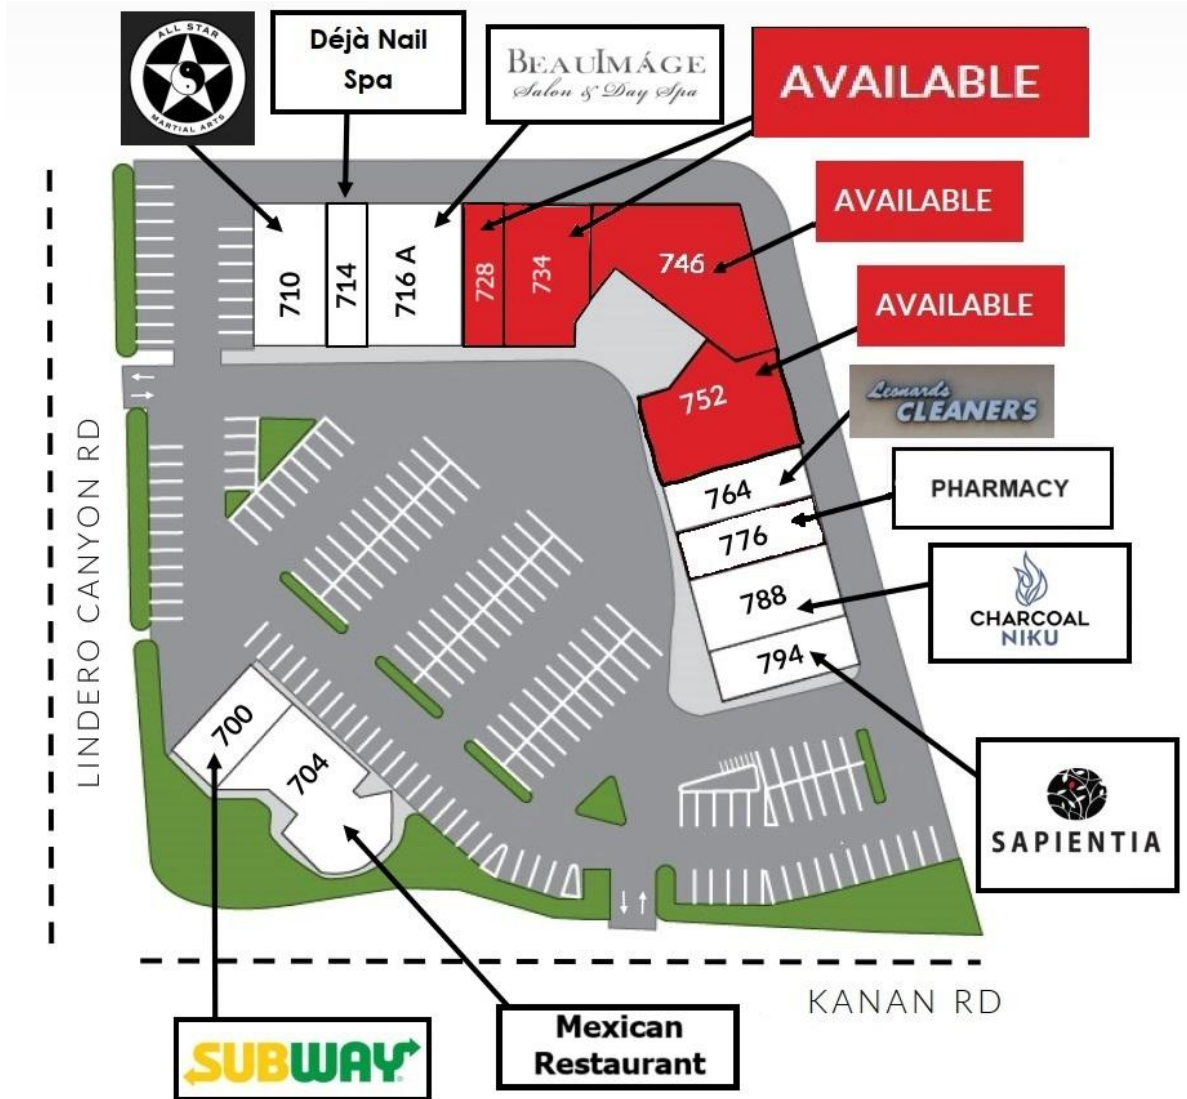 ALL STAR
MARTIAL ARTS
Déjà Nail
Spa
BEAUIMÁGE
Salon & Day Spa
AVAILABLE
AVAILABLE
AVAILABLE
710
714
716 A
728
734
746
752
Leonards
CLEANERS
764
PHARMACY
776
788
CHARCOAL
NIKU
794
SAPIENTIA
LINDERO CANYON RD
700
704
KANAN RD
SUBWAY
Mexican
Restaurant